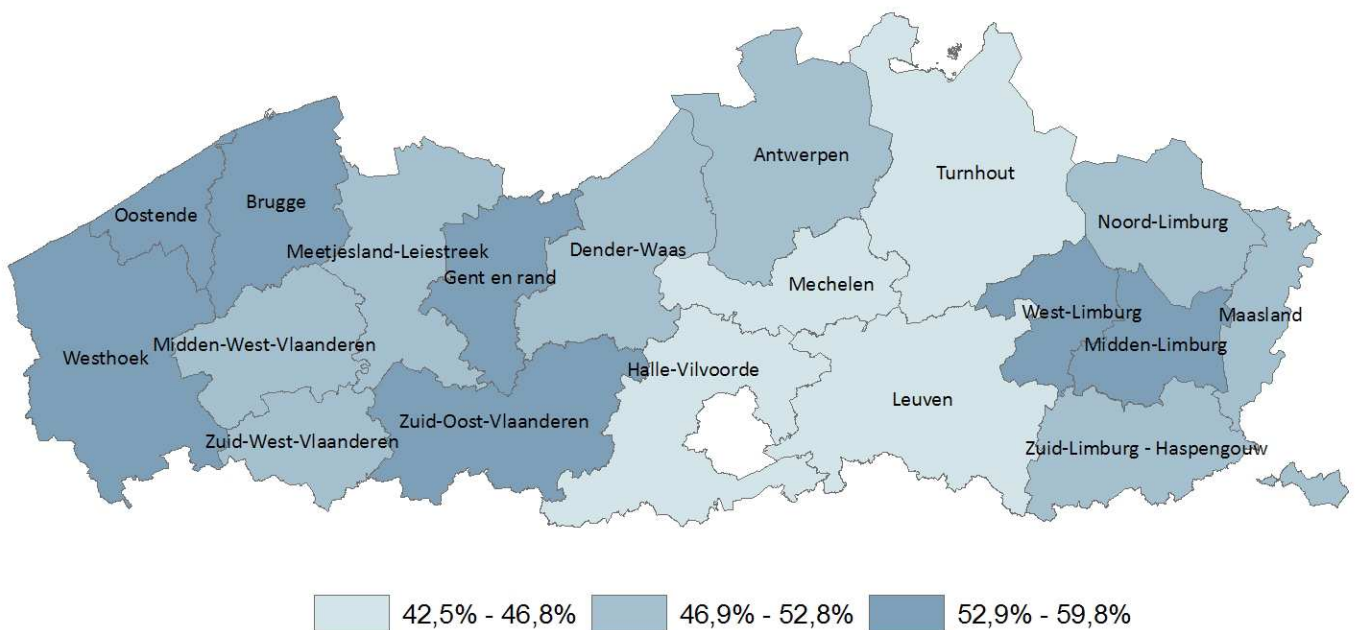 Antwerpen
Turnhout
Brugge
Oostende
Noord-Limburg
Meetjesland-Leiestreek
Dender-Waas
Gent en rand
Mechelen
West-Limburg
Maasland
Midden-West-Vlaanderen
Midden-Limburg
Westhoek
Halle-Vilvoorde
Leuven
Zuid-Oost-Vlaanderen
Zuid-West-Vlaanderen
Zuid-Limburg - Haspengouw
42,5% - 46,8% 46,9% - 52,8% 52,9% - 59,8%